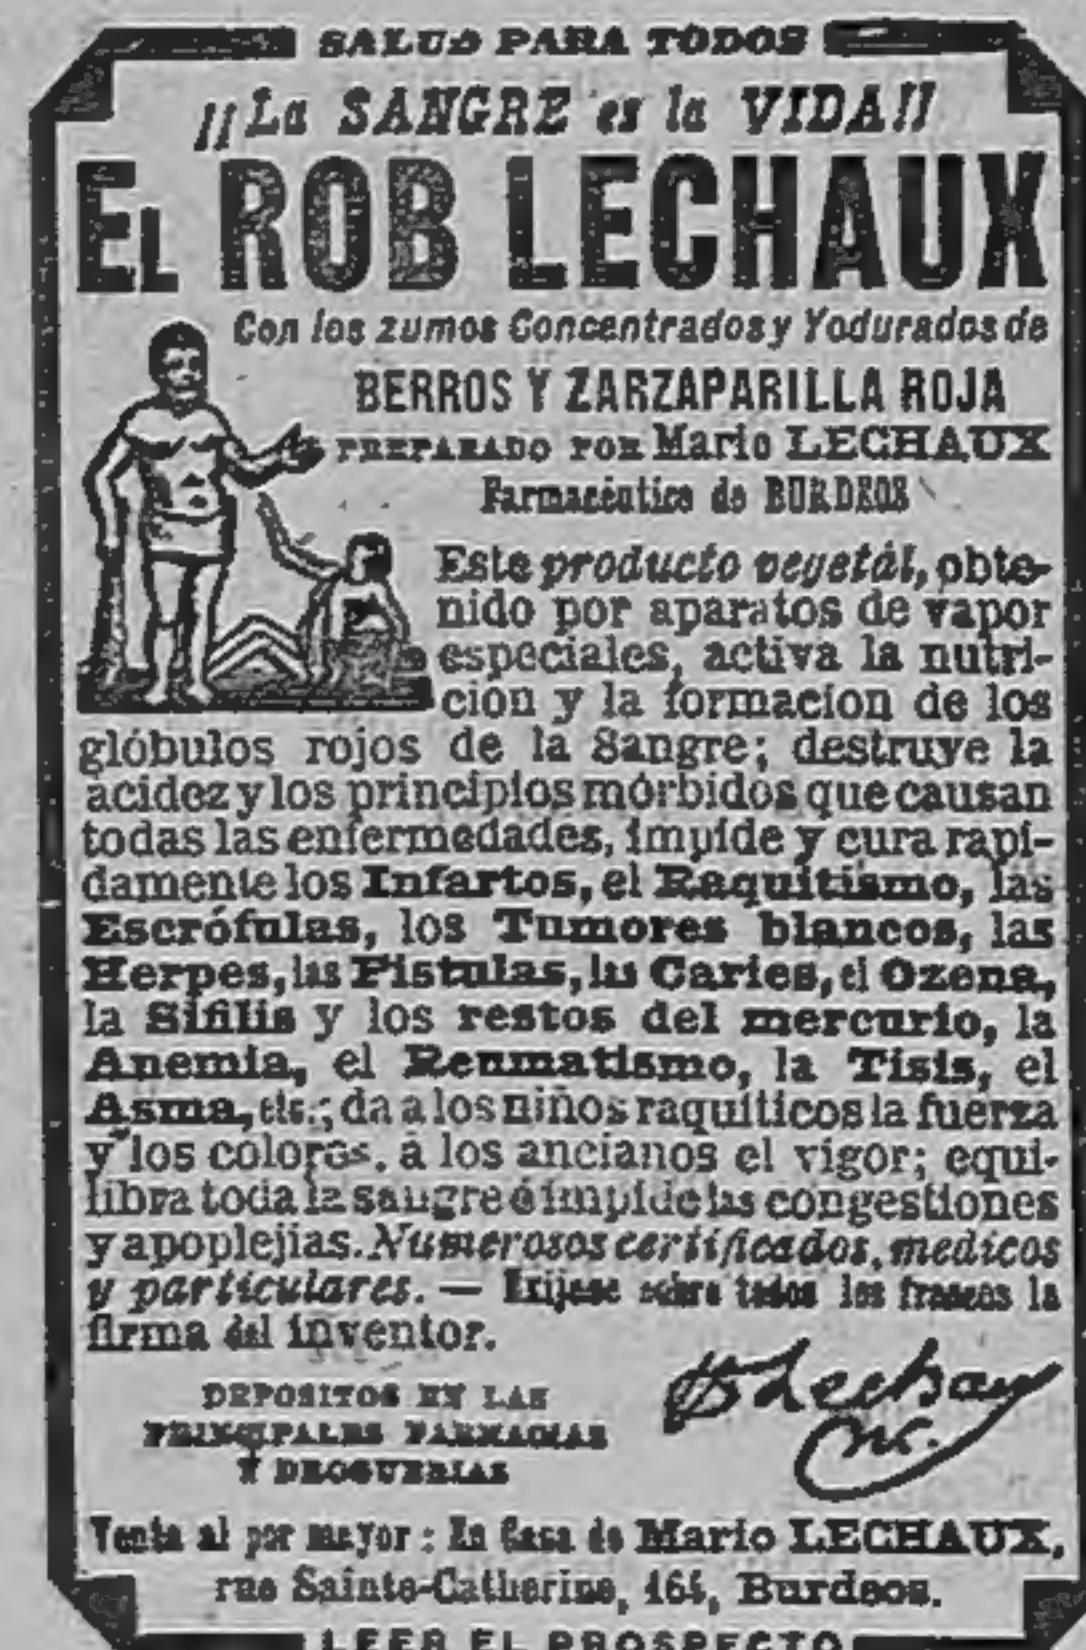 SALUD PARA TODOS
¡¡La SANGRE es la VIDA!!
EL ROB LECHAUX
Con los zumos Concentrados y Yodurados de
BERROS Y ZARZAPARILLA ROJA
PREPARADO POR Mario LECHAUX
Farmacéutico de BURDEOS
Este producto vegetál, obte-
nido por aparatos de vapor
especiales, activa la nutri-
cion y la formacion de los
glóbulos rojos de la Sangre; destruye la
acidez y los principios mórbidos que causan
todas las enfermedades, impide y cura rapi-
damente los Infartos, el Raquitismo, las
Escrófulas, los Tumores blancos, las
Herpes, las Fistulas, las Caries, el Ozena,
la Sifilis y los restos del mercurio, la
Anemia, el Reumatismo, la Tisis, el
Asma, etc.; da a los niños raquíticos la fuerza
y los colores, á los ancianos el vigor; equi-
libra toda la sangre é impide las congestiones
y apoplejias. Numerosos certificados, medicos
y particulares. — Exíjase sobre todos los frascos la
firma del inventor.
DEPOSITOS EN LAS
PRINCIPALES FARMACIAS
Y DROGUERIAS
Lechaux
Venta al por mayor : En Casa de Mario LECHAUX,
rue Sainte-Catherine, 164, Burdeos.
LEER EL PROSPECTO